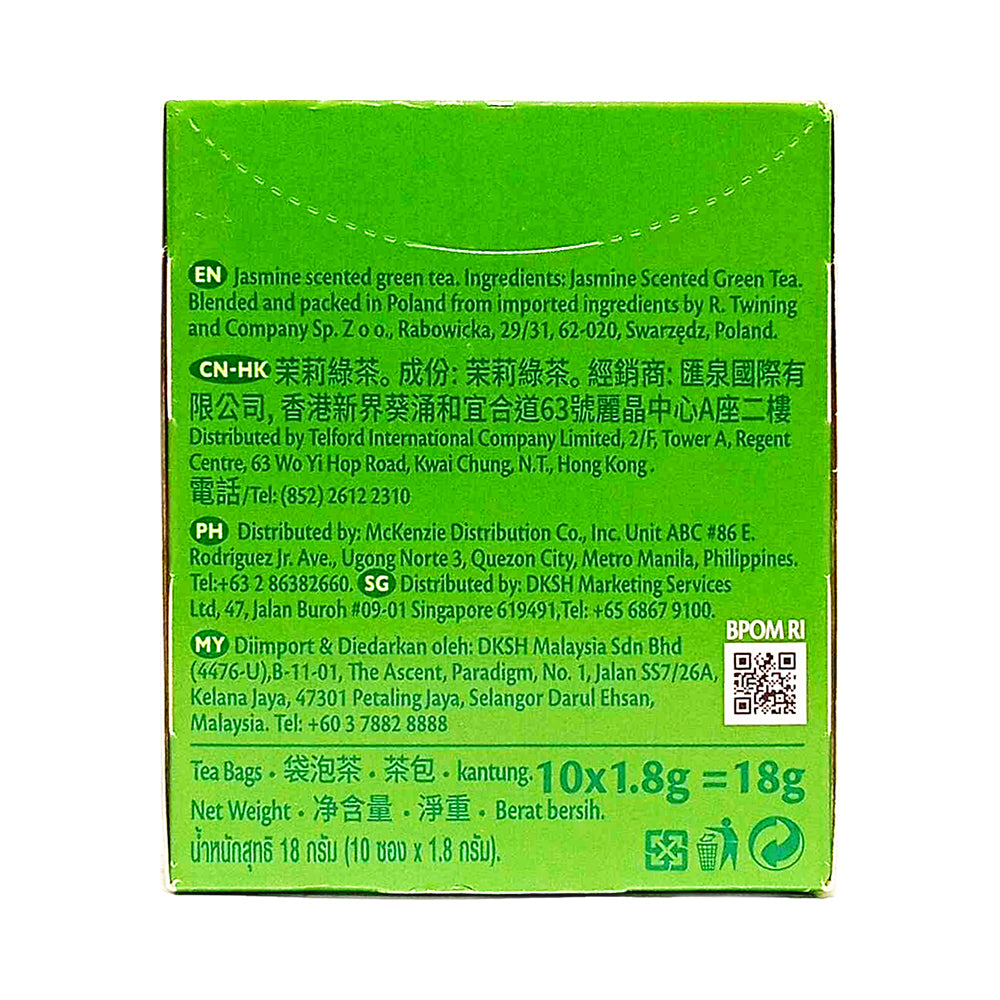 EN Jasmine scented green tea. Ingredients: Jasmine Scented Green Tea.
Blended and packed in Poland from imported ingredients by R. Twining
and Company Sp. Z o o., Rabowicka, 29/31, 62-020, Swarzędz, Poland.
CN-HK 茉莉綠茶。成份: 茉莉綠茶。經銷商: 匯泉國際有
限公司, 香港新界葵涌和宜合道63號麗晶中心A座二樓
Distributed by Telford International Company Limited, 2/F, Tower A, Regent
Centre, 63 Wo Yi Hop Road, Kwai Chung, N.T., Hong Kong .
電話/Tel: (852) 2612 2310
PH Distributed by: McKenzie Distribution Co., Inc. Unit ABC #86 E.
Rodriguez Jr. Ave., Ugong Norte 3, Quezon City, Metro Manila, Philippines.
Tel:+63 2 86382660. SG Distributed by: DKSH Marketing Services
Ltd, 47, Jalan Buroh #09-01 Singapore 619491,Tel: +65 6867 9100.
BPOM RI
MY Diimport & Diedarkan oleh: DKSH Malaysia Sdn Bhd
(4476-U),B-11-01, The Ascent, Paradigm, No. 1, Jalan SS7/26A,
Kelana Jaya, 47301 Petaling Jaya, Selangor Darul Ehsan,
Malaysia. Tel: +60 3 7882 8888
Tea Bags • 袋泡茶 • 茶包 • kantung. 10x1.8g = 18g
Net Weight • 净含量 • 淨重 • Berat bersih.
น้ำหนักสุทธิ 18 กรัม (10 ซอง x 1.8 กรัม).